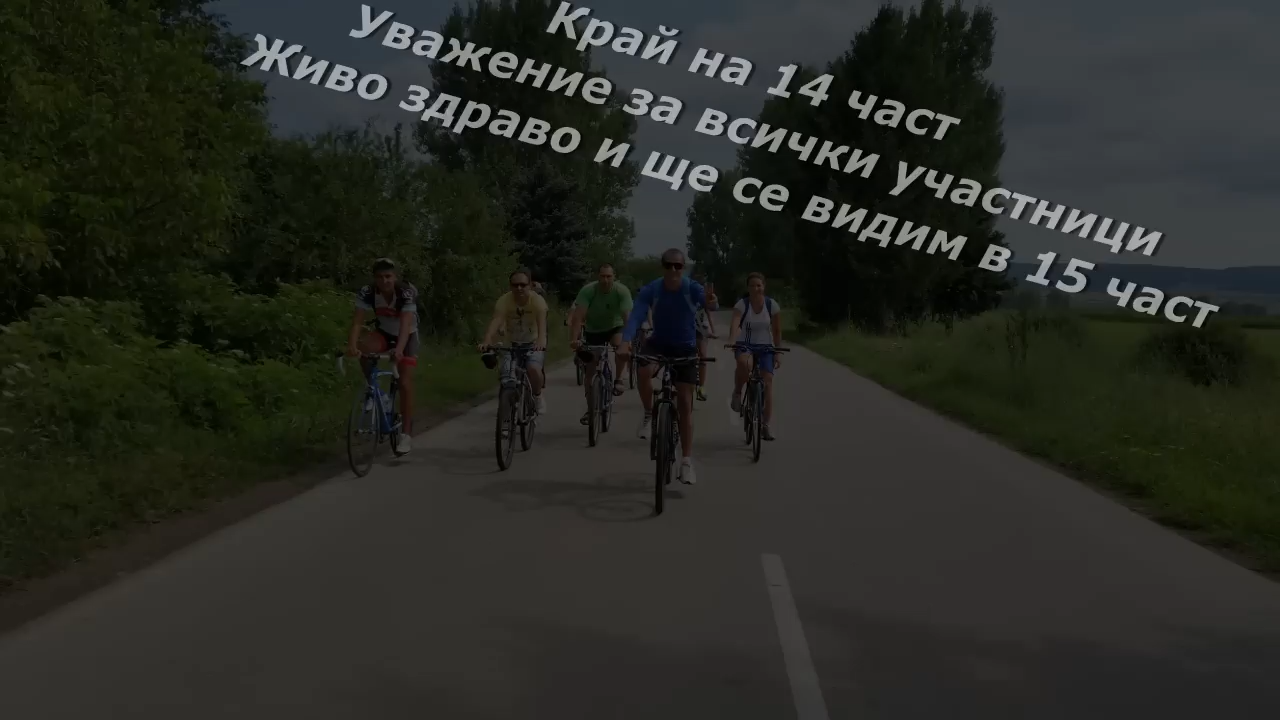 Край на 14 част
Уважение за всички участници
Живо здраво и ще се видим в 15 част